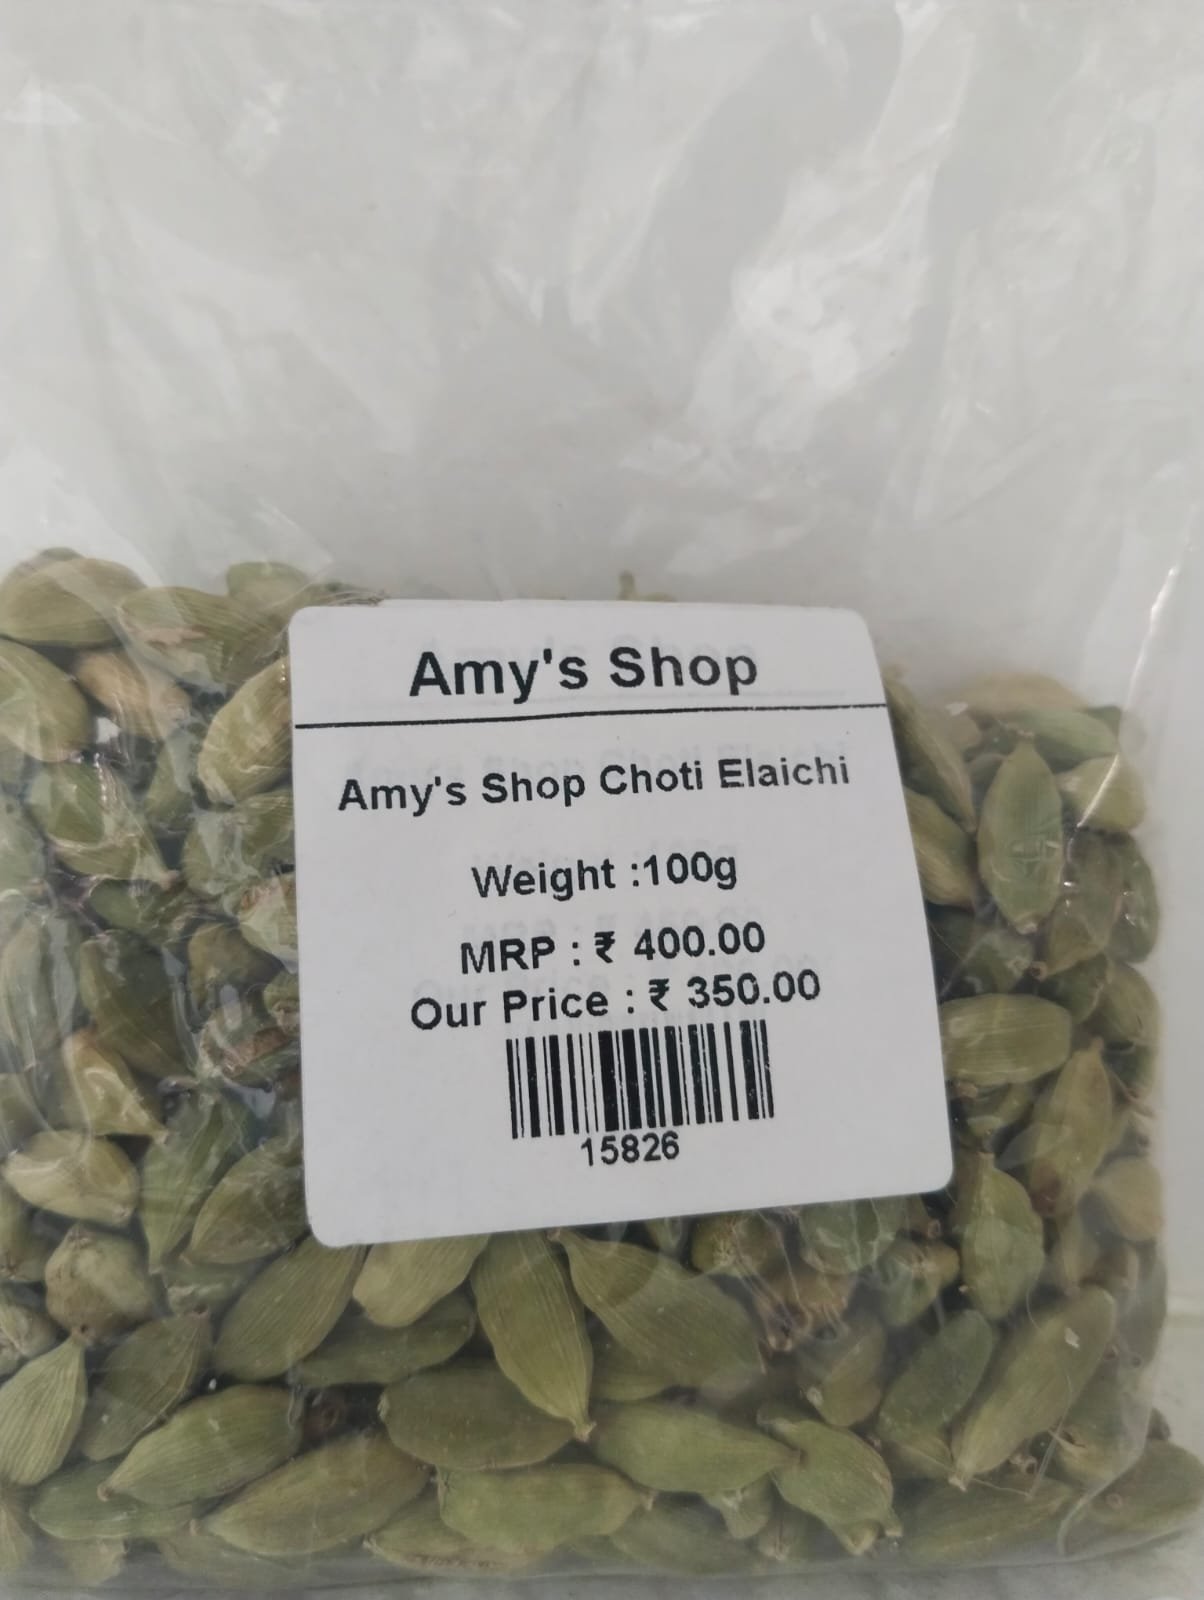 Amy's Shop
Amy's Shop Choti Elaichi
Weight :100g
MRP : ₹ 400.00
Our Price : ₹ 350.00
15826